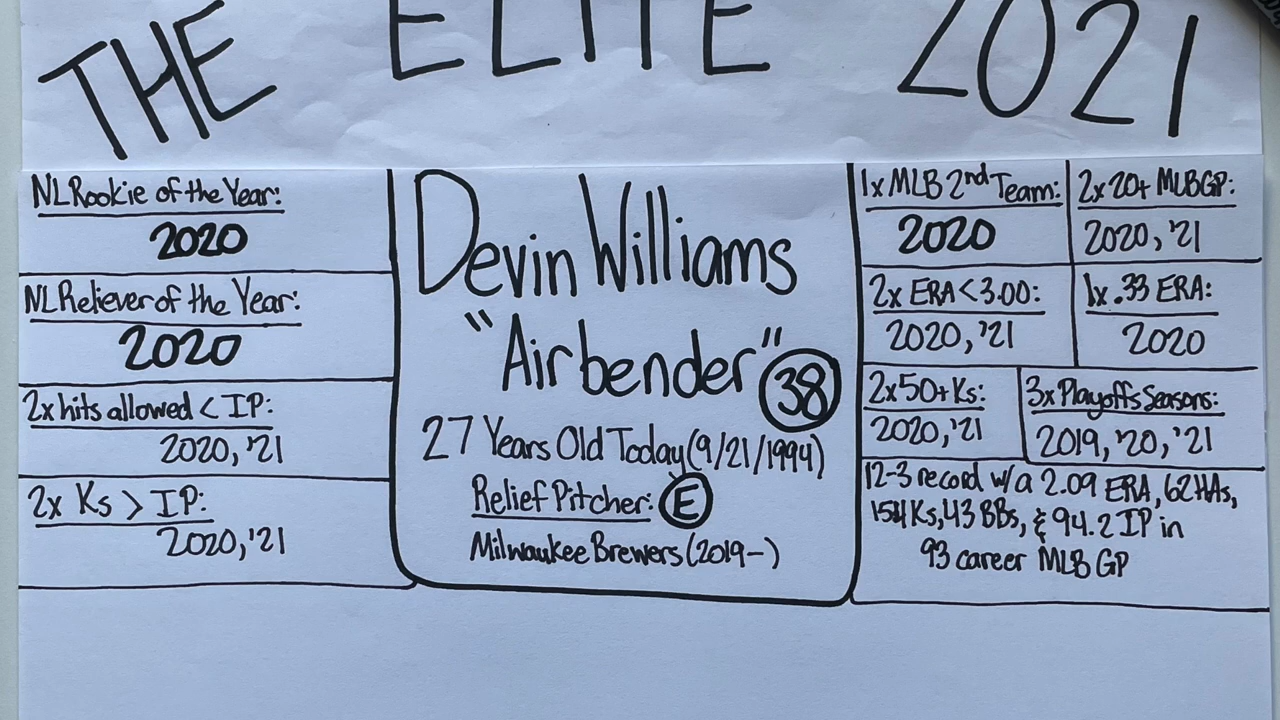 THE ELITE 2021
NL Rookie of the Year:
2020
NL Reliever of the Year:
2020
2x hits allowed < IP:
2020, '21
2x Ks > IP:
2020, '21
Devin Williams
"Airbender"
38
27 Years Old Today (9/21/1994)
Relief Pitcher: E
Milwaukee Brewers (2019-)
1x MLB 2nd Team:
2020
2x 20+ MLB GP:
2020, '21
2x ERA < 3.00:
2020, '21
1x .33 ERA:
2020
2x 50+ Ks:
2020, '21
3x Playoffs Seasons:
2019, '20, '21
12-3 record w/a 2.09 ERA, 62 HAs,
154 Ks, 43 BBs, & 94.2 IP in
93 career MLB GP